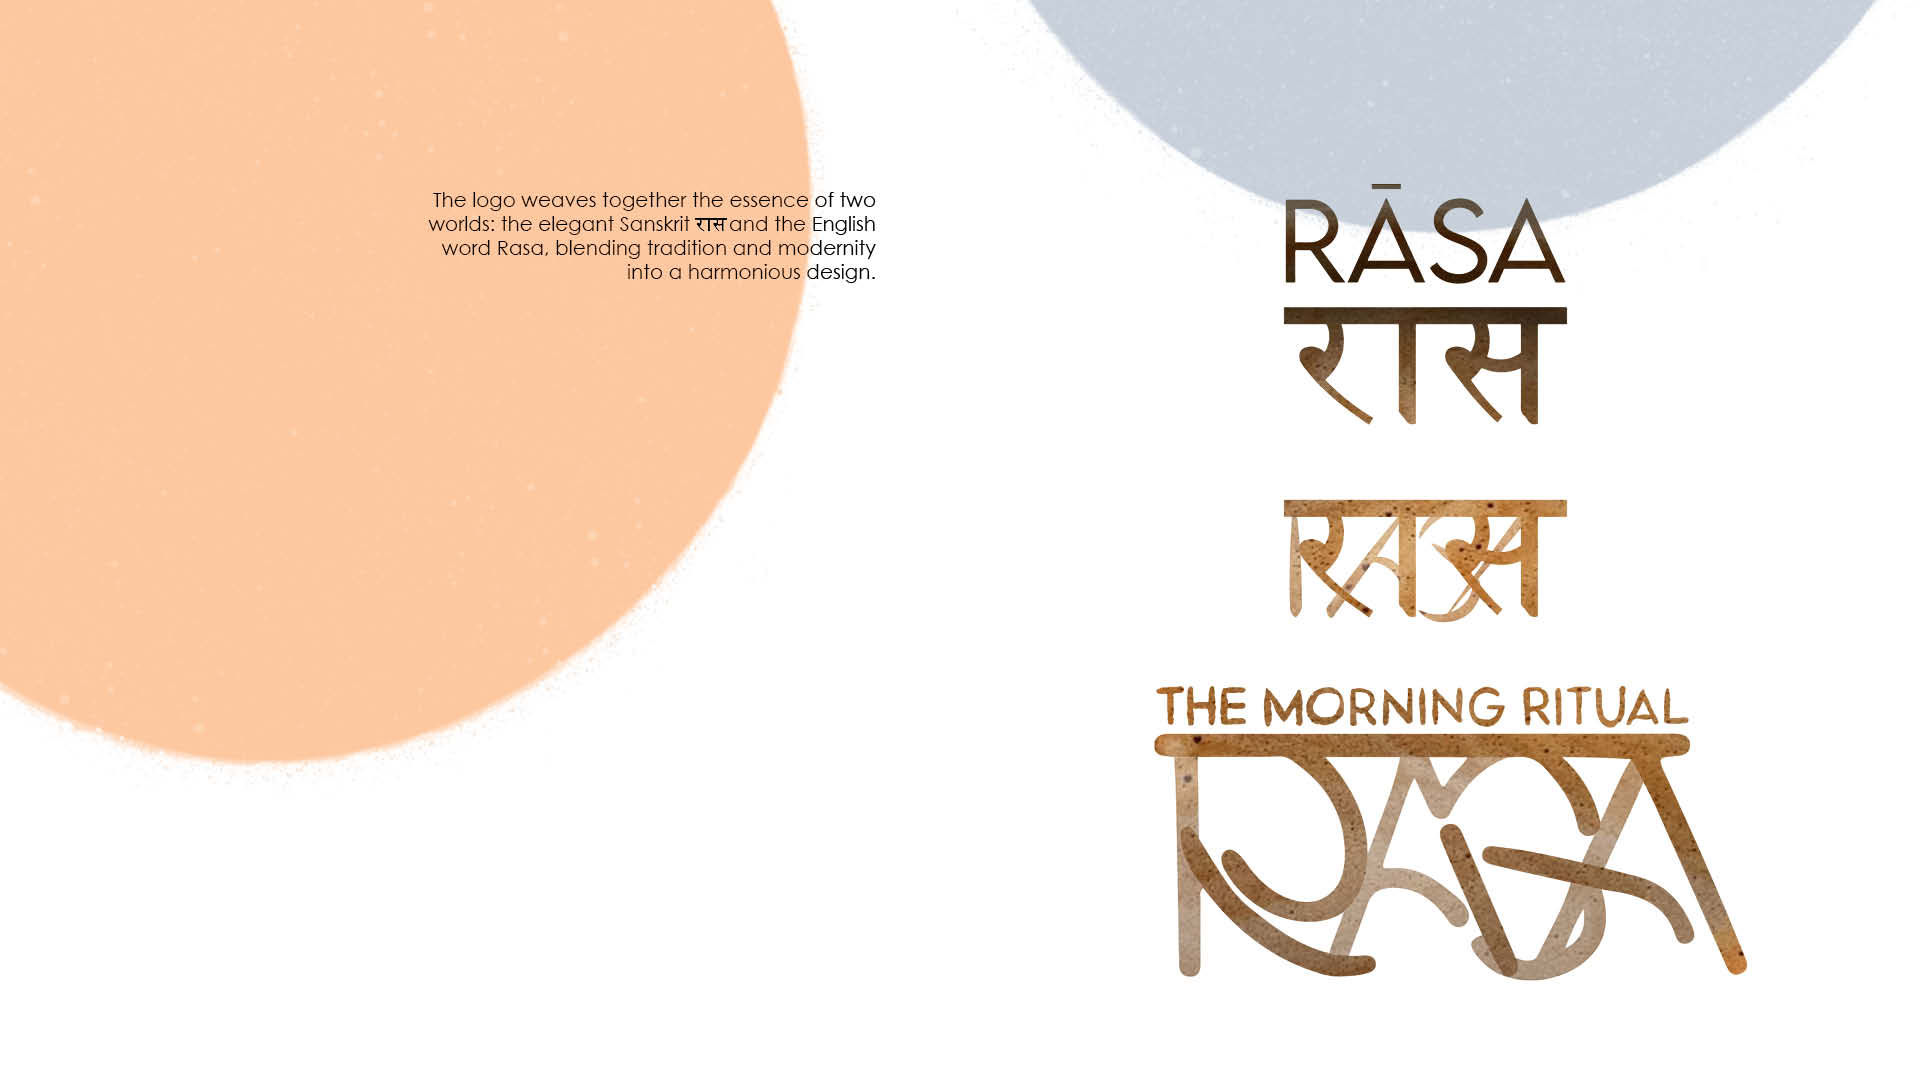 The logo weaves together the essence of two
worlds: the elegant Sanskrit रास and the English
word Rasa, blending tradition and modernity
into a harmonious design.
RĀSA
रास
रास
THE MORNING RITUAL
RASA